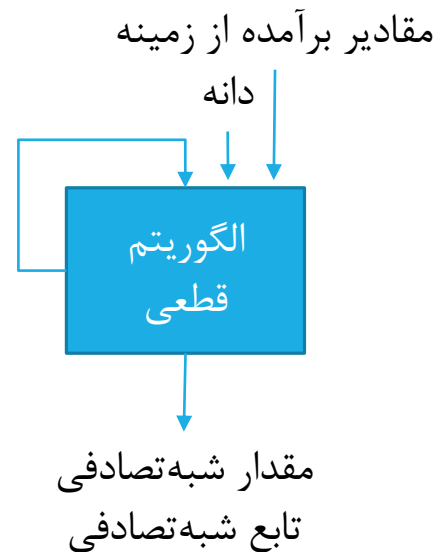 مقادیر برآمده از زمینه
دانه
الگوریتم
قطعی
مقدار شبه‌تصادفی
تابع شبه‌تصادفی